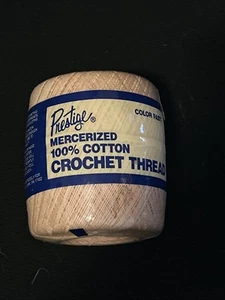 Prestige®
COLOR FAST
MERCERIZED
100% COTTON
CROCHET THREAD